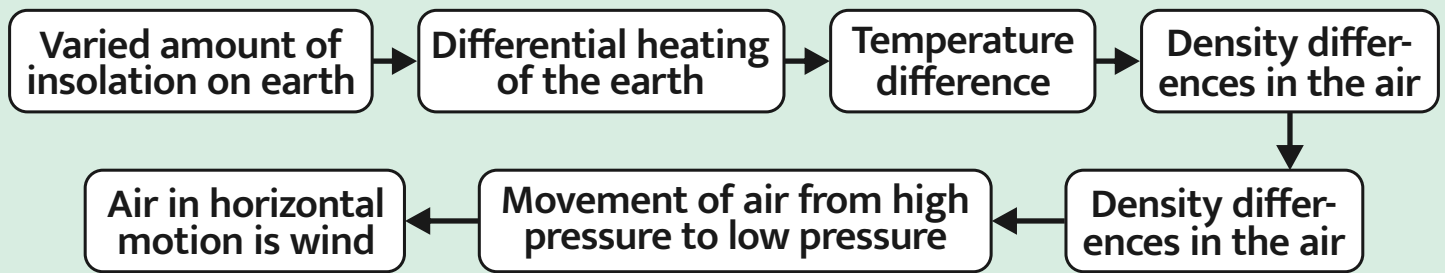 Varied amount of
insolation on earth
Differential heating
of the earth
Temperature
difference
Density differ-
ences in the air
Density differ-
ences in the air
Movement of air from high
pressure to low pressure
Air in horizontal
motion is wind